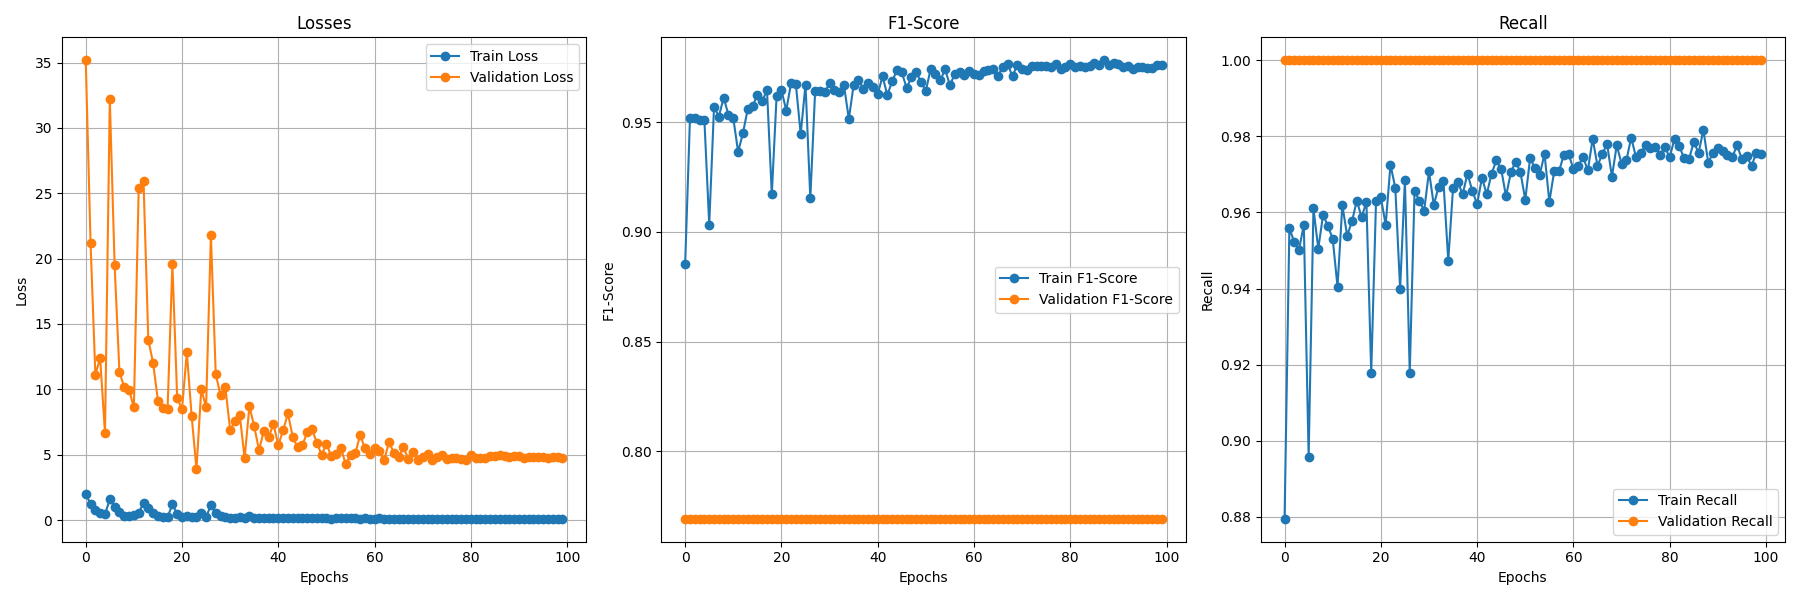 Losses
Train Loss
Validation Loss
35
30
25
20
15
10
5
0
Loss
0 20 40 60 80 100
Epochs
F1-Score
0.95
0.90
0.85
0.80
F1-Score
Train F1-Score
Validation F1-Score
0 20 40 60 80 100
Epochs
Recall
1.00
0.98
0.96
0.94
0.92
0.90
0.88
Recall
Train Recall
Validation Recall
0 20 40 60 80 100
Epochs